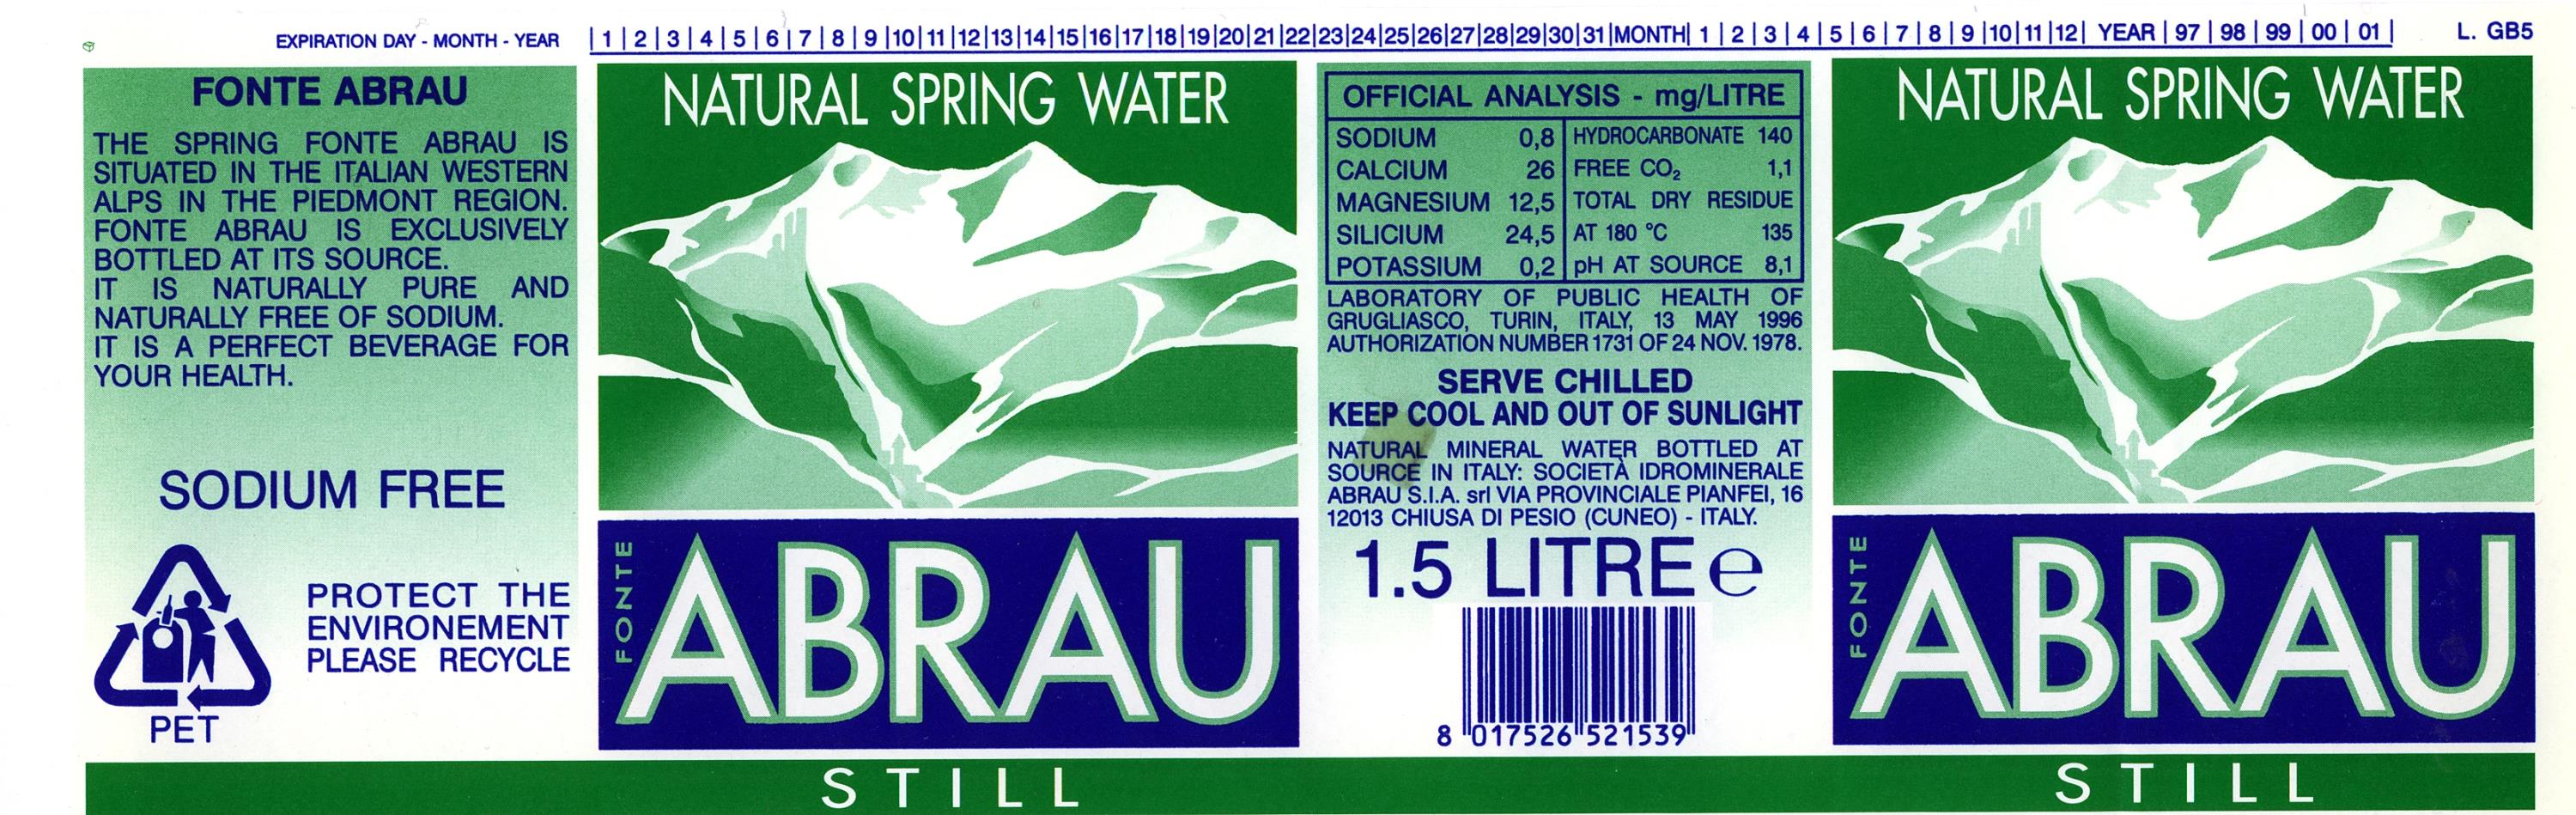 EXPIRATION DAY - MONTH - YEAR | 1 | 2 | 3 | 4 | 5 | 6 | 7 | 8 | 9 |10|11|12|13|14|15|16|17|18|19|20|21|22|23|24|25|26|27|28|29|30|31|MONTH| 1 | 2 | 3 | 4 | 5 | 6 | 7 | 8 | 9 |10|11|12| YEAR | 97 | 98 | 99 | 00 | 01 | L. GB5
FONTE ABRAU
THE SPRING FONTE ABRAU IS
SITUATED IN THE ITALIAN WESTERN
ALPS IN THE PIEDMONT REGION.
FONTE ABRAU IS EXCLUSIVELY
BOTTLED AT ITS SOURCE.
IT IS NATURALLY PURE AND
NATURALLY FREE OF SODIUM.
IT IS A PERFECT BEVERAGE FOR
YOUR HEALTH.
SODIUM FREE
PROTECT THE
ENVIRONEMENT
PLEASE RECYCLE
PET
NATURAL SPRING WATER
FONTE
ABRAU
STILL
OFFICIAL ANALYSIS - mg/LITRE
SODIUM 0,8
CALCIUM 26
MAGNESIUM 12,5
SILICIUM 24,5
POTASSIUM 0,2
HYDROCARBONATE 140
FREE CO₂ 1,1
TOTAL DRY RESIDUE
AT 180 °C 135
pH AT SOURCE 8,1
LABORATORY OF PUBLIC HEALTH OF
GRUGLIASCO, TURIN, ITALY, 13 MAY 1996
AUTHORIZATION NUMBER 1731 OF 24 NOV. 1978.
SERVE CHILLED
KEEP COOL AND OUT OF SUNLIGHT
NATURAL MINERAL WATER BOTTLED AT
SOURCE IN ITALY: SOCIETÀ IDROMINERALE
ABRAU S.I.A. srl VIA PROVINCIALE PIANFEI, 16
12013 CHIUSA DI PESIO (CUNEO) - ITALY.
1.5 LITRE ℮
8 017526 521539
NATURAL SPRING WATER
FONTE
ABRAU
STILL